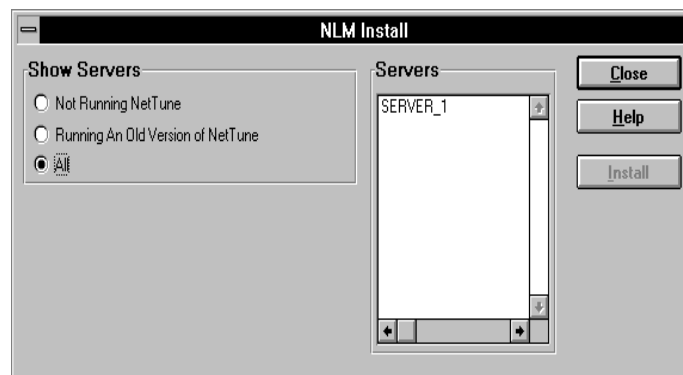 NLM Install
Show Servers
Not Running NetTune
Running An Old Version of NetTune
All
Servers
SERVER_1
Close
Help
Install